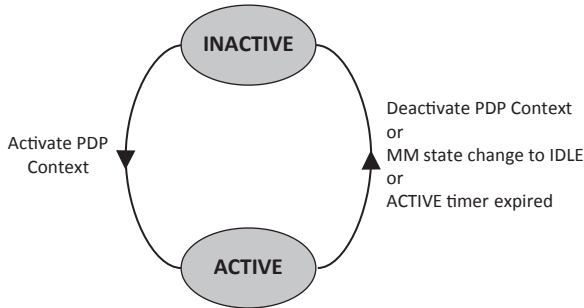 INACTIVE
Activate PDP
Context
Deactivate PDP Context
or
MM state change to IDLE
or
ACTIVE timer expired
ACTIVE